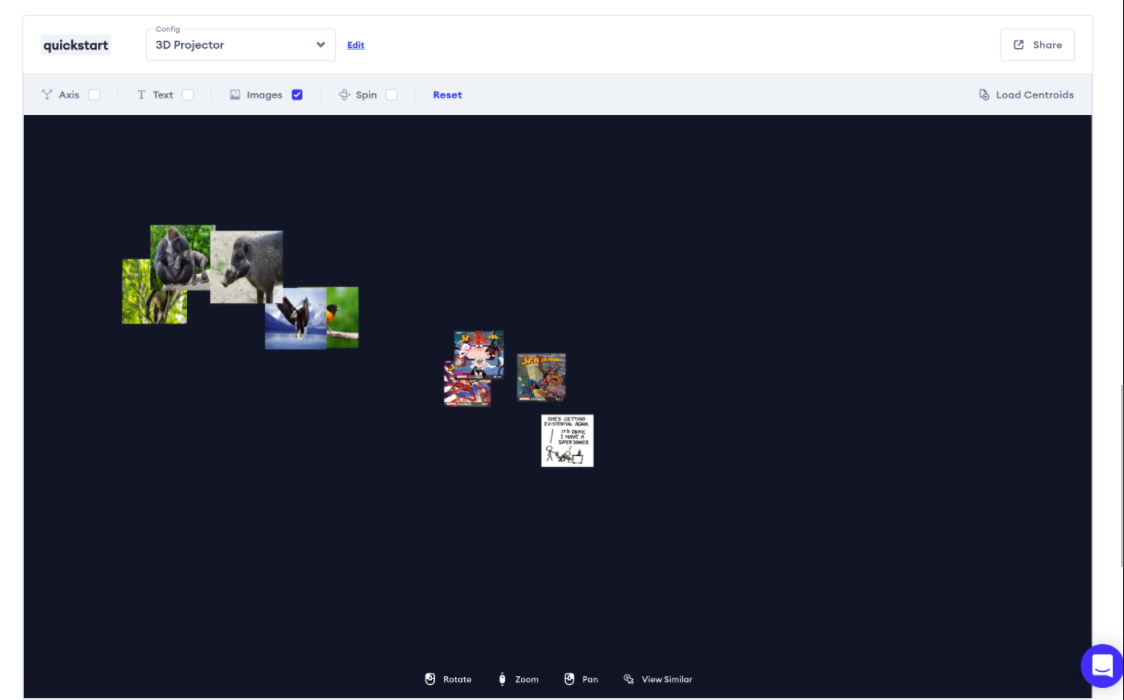 Config
quickstart
3D Projector
Edit
Share
Axis
Text
Images
Spin
Reset
Load Centroids
SHE'S GETTING
EXISTENTIAL AGAIN.
IT'S OKAY,
I HAVE A
SUPER SOAKER.
Rotate
Zoom
Pan
View Similar